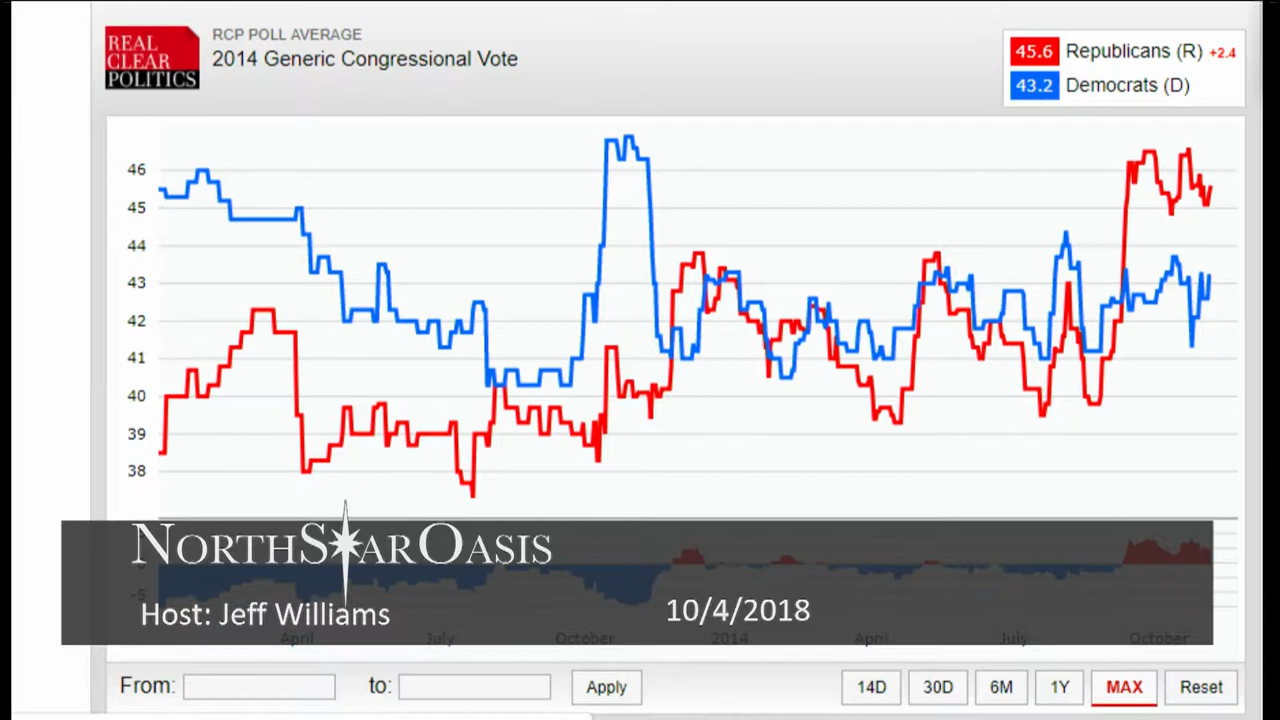 REAL
CLEAR
POLITICS
RCP POLL AVERAGE
2014 Generic Congressional Vote
45.6 Republicans (R) +2.4
43.2 Democrats (D)
46
45
44
43
42
41
40
39
38
NORTHSTAROASIS
-5
Host: Jeff Williams 10/4/2018
April July October 2014 April July October
From: to: Apply 14D 30D 6M 1Y MAX Reset